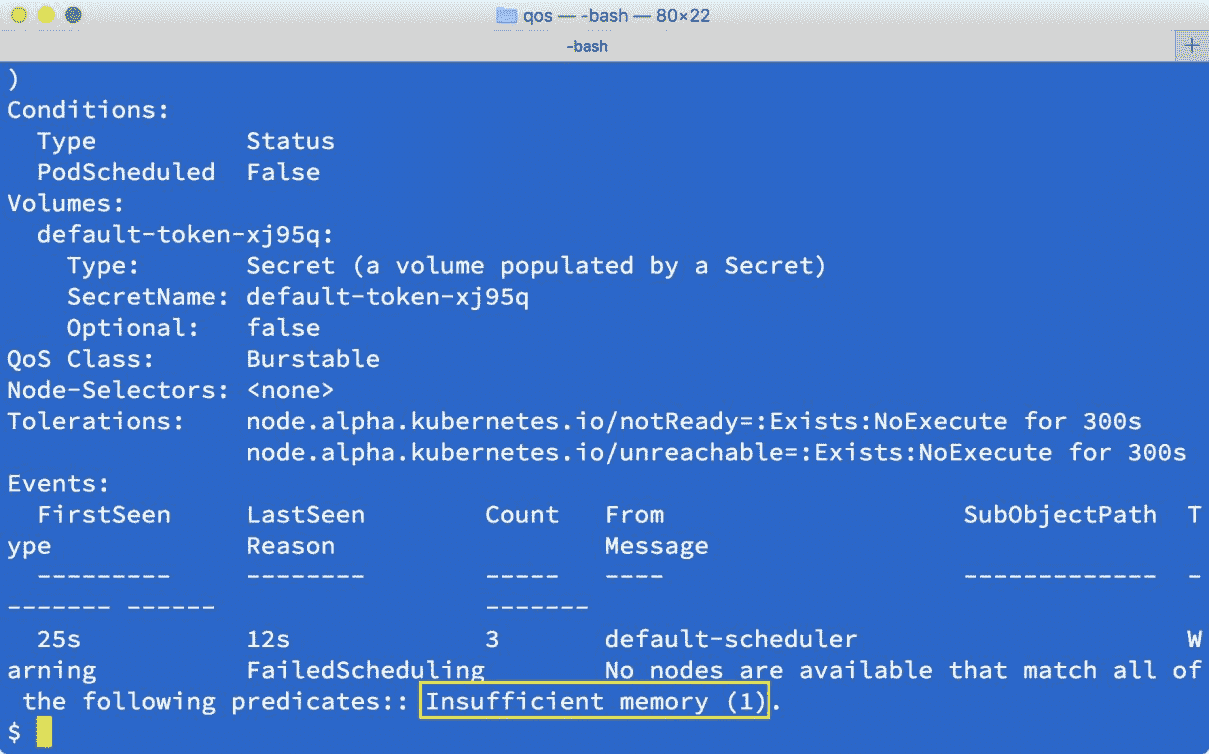 qos — -bash — 80×22
-bash
+
)
Conditions:
  Type          Status
  PodScheduled  False
Volumes:
  default-token-xj95q:
    Type:       Secret (a volume populated by a Secret)
    SecretName: default-token-xj95q
    Optional:   false
QoS Class:      Burstable
Node-Selectors: <none>
Tolerations:    node.alpha.kubernetes.io/notReady=:Exists:NoExecute for 300s
                node.alpha.kubernetes.io/unreachable=:Exists:NoExecute for 300s
Events:
  FirstSeen     LastSeen        Count   From                    SubObjectPath  T
ype             Reason                  Message
  ---------     --------        -----   ----                    -------------  -
------- ------                  -------
  25s           12s             3       default-scheduler                      W
arning          FailedScheduling        No nodes are available that match all of
 the following predicates:: Insufficient memory (1).
$